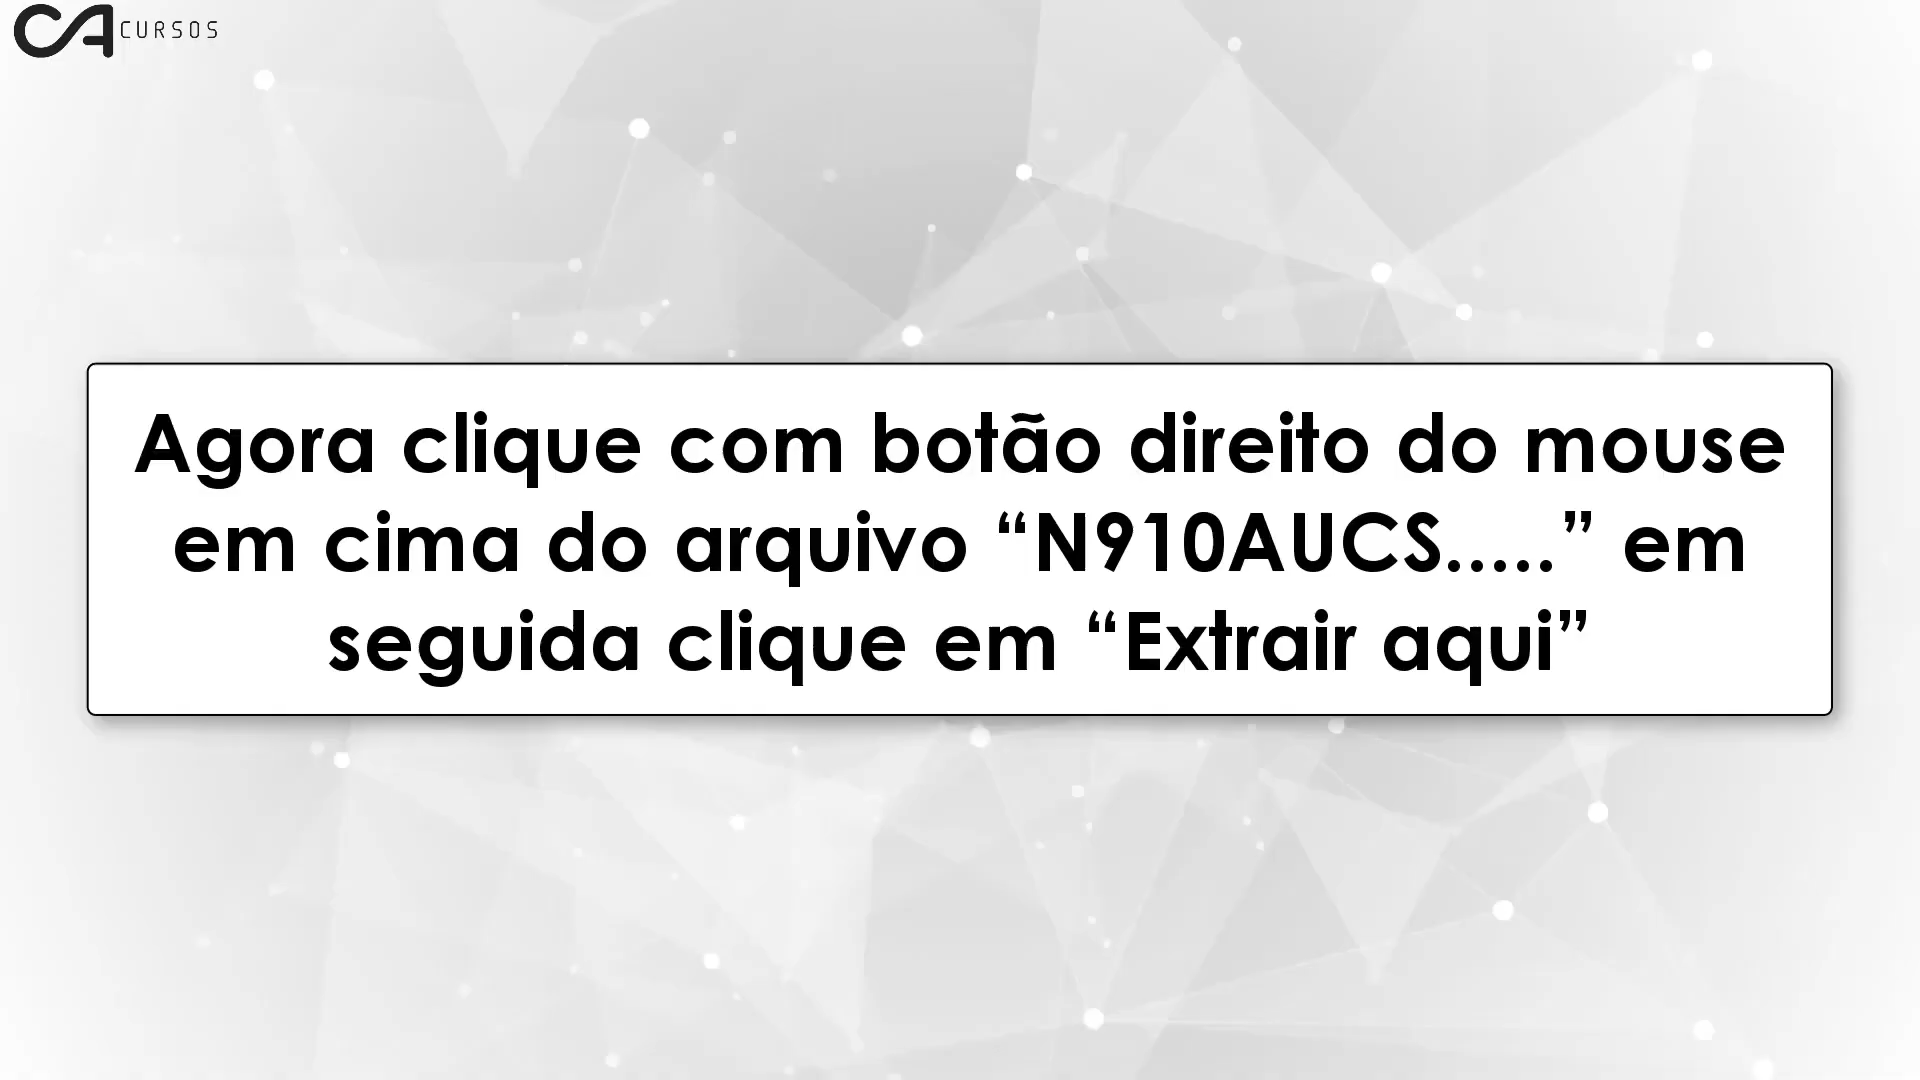 CA CURSOS
Agora clique com botão direito do mouse
em cima do arquivo “N910AUCS.....” em
seguida clique em “Extrair aqui”